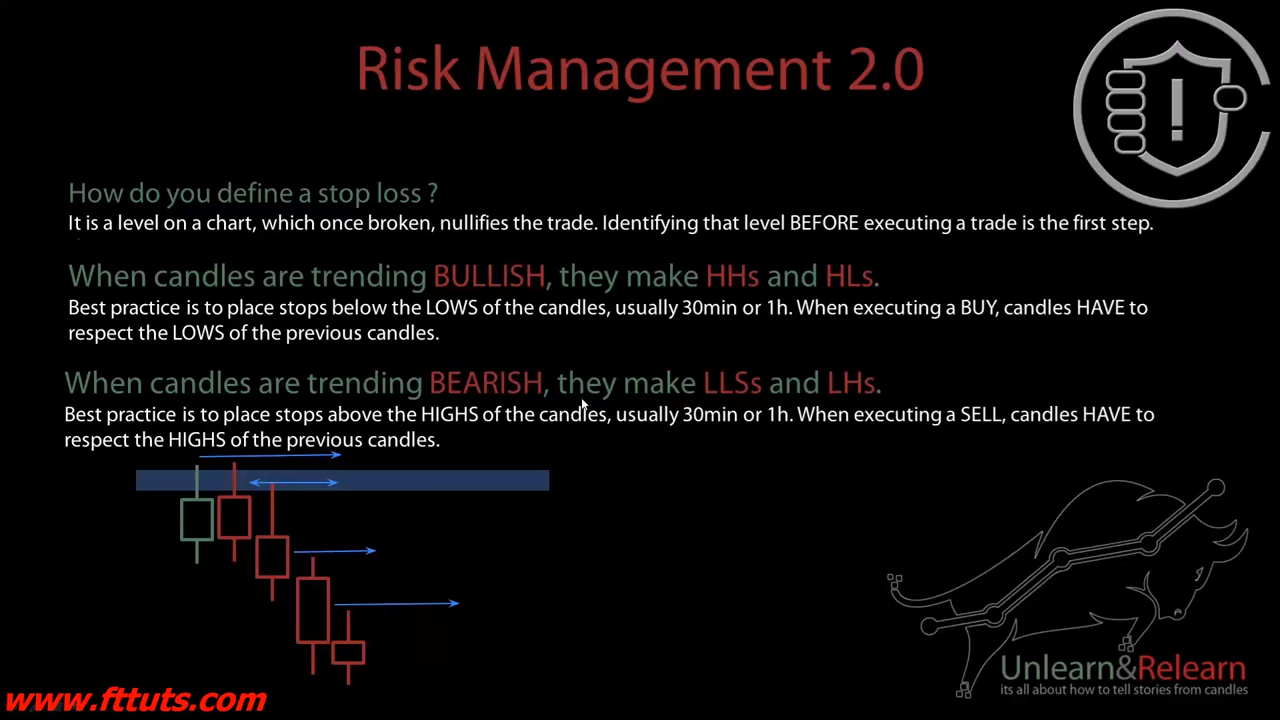 Risk Management 2.0
How do you define a stop loss ?
It is a level on a chart, which once broken, nullifies the trade. Identifying that level BEFORE executing a trade is the first step.
When candles are trending BULLISH, they make HHs and HLs.
Best practice is to place stops below the LOWS of the candles, usually 30min or 1h. When executing a BUY, candles HAVE to
respect the LOWS of the previous candles.
When candles are trending BEARISH, they make LLSs and LHs.
Best practice is to place stops above the HIGHS of the candles, usually 30min or 1h. When executing a SELL, candles HAVE to
respect the HIGHS of the previous candles.
Unlearn&Relearn
its all about how to tell stories from candles
www.fttuts.com